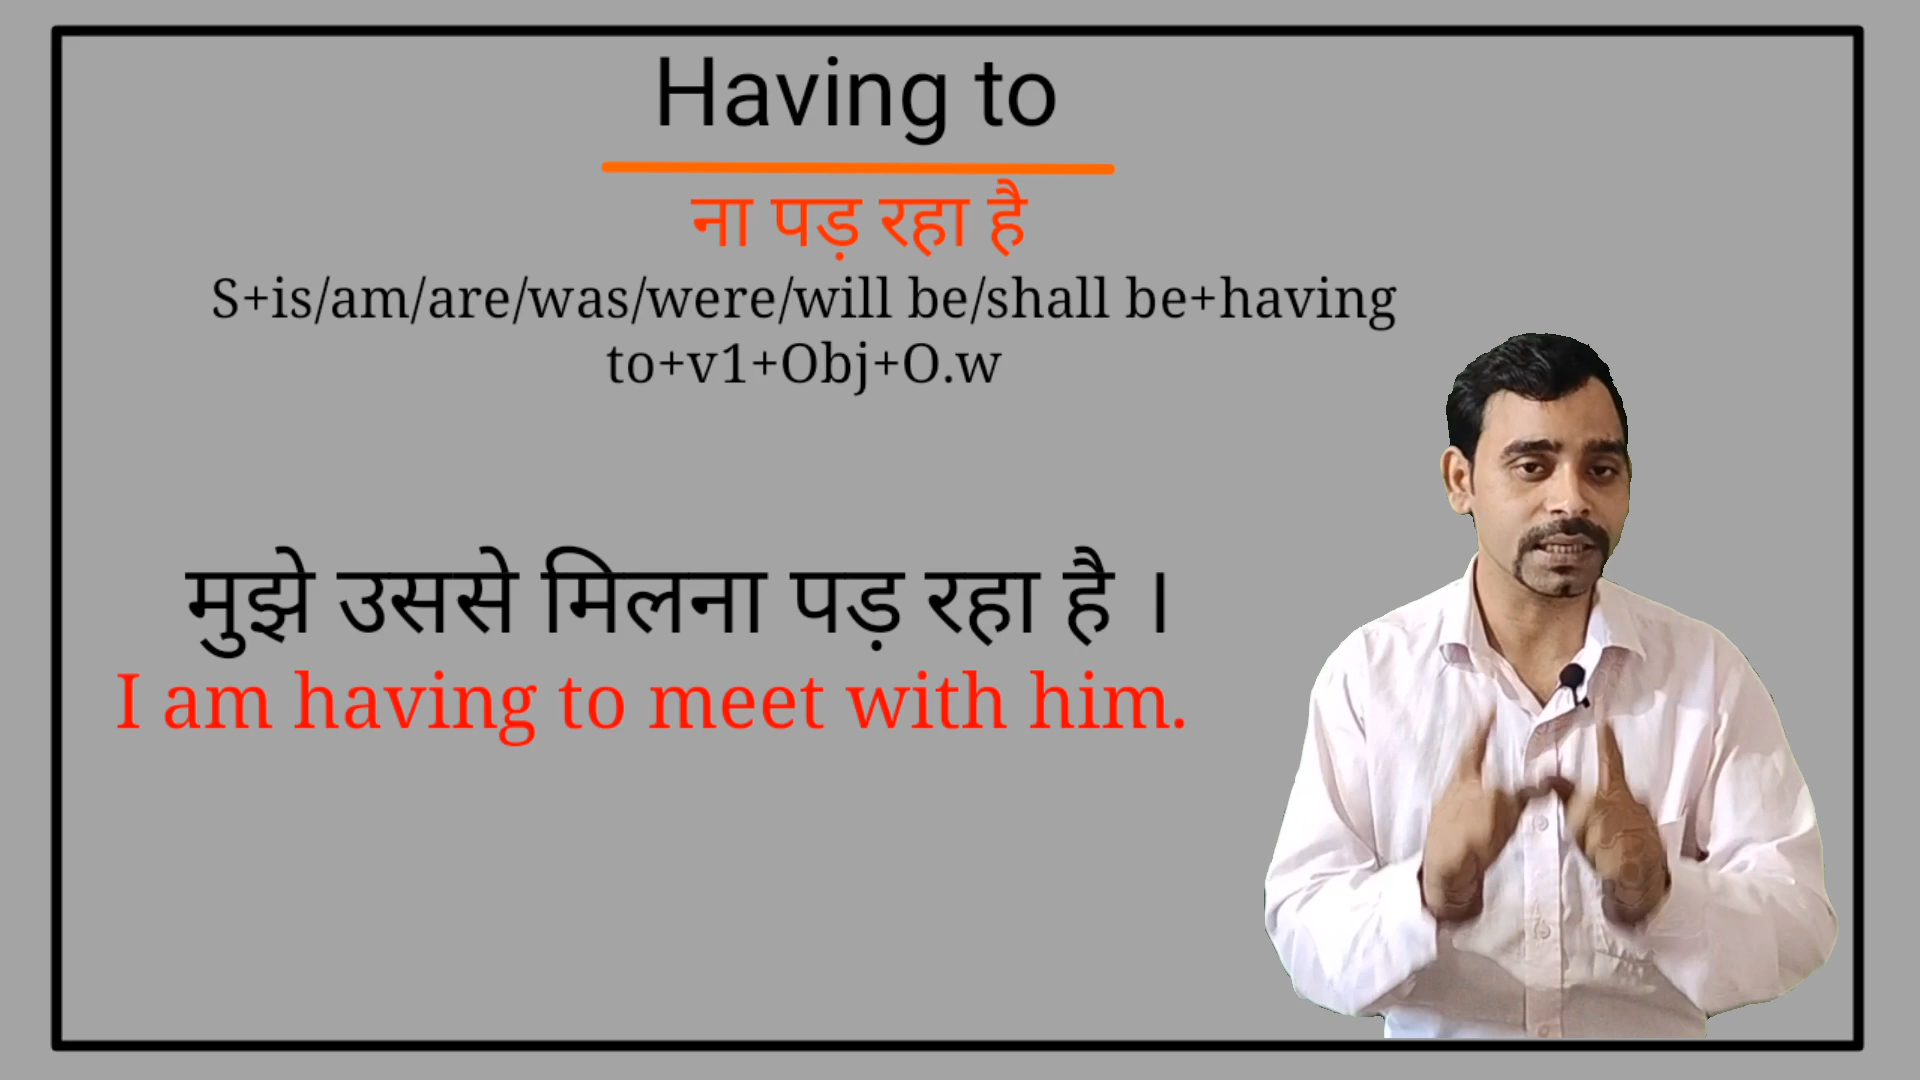 Having to
ना पड़ रहा है
S+is/am/are/was/were/will be/shall be+having
to+v1+Obj+O.w
मुझे उससे मिलना पड़ रहा है ।
I am having to meet with him.